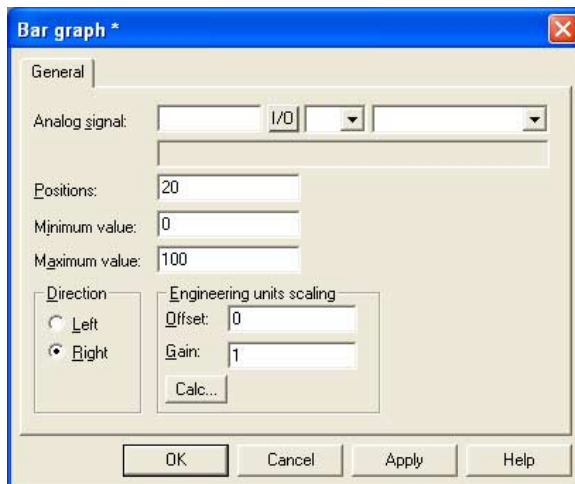 Bar graph *
General
Analog signal: I/O
Positions: 20
Minimum value: 0
Maximum value: 100
Direction
Left
Right
Engineering units scaling
Offset: 0
Gain: 1
Calc...
OK Cancel Apply Help